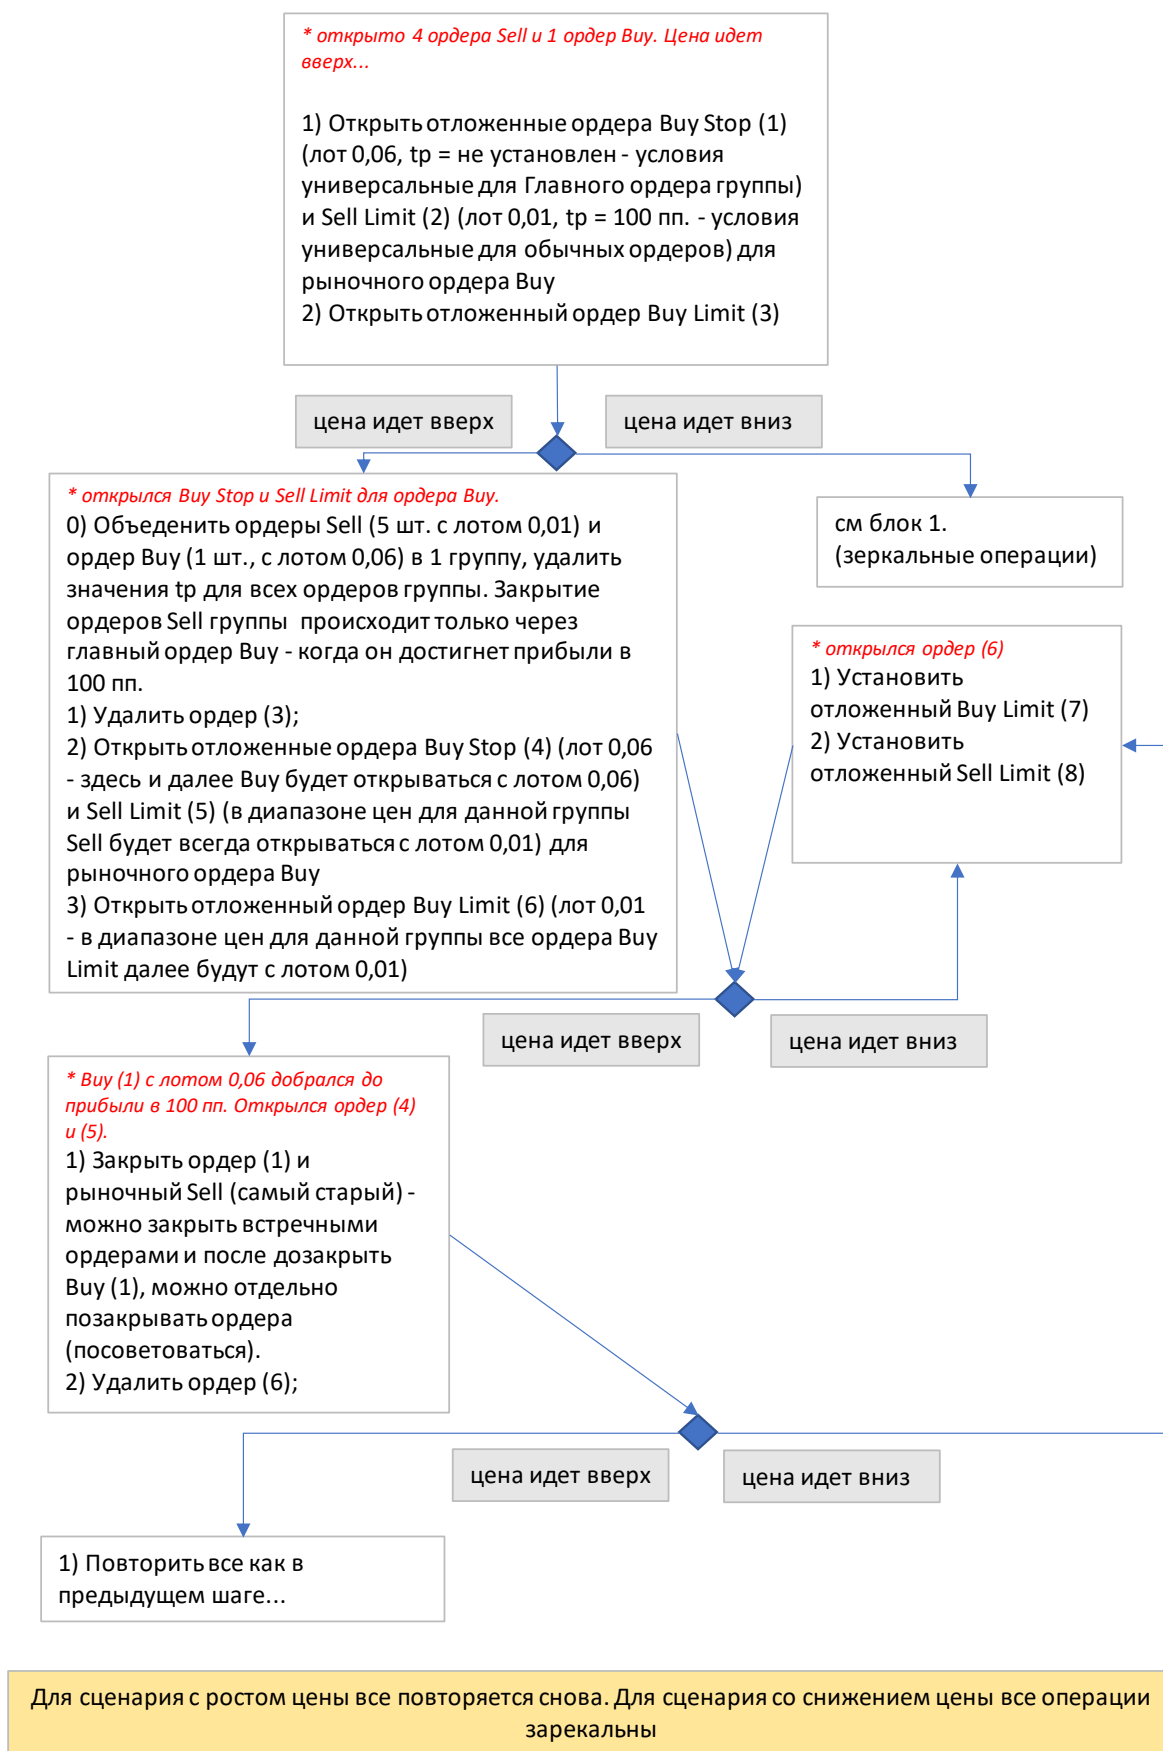 * открыто 4 ордера Sell и 1 ордер Buy. Цена идет
вверх...
1) Открыть отложенные ордера Buy Stop (1)
(лот 0,06, tp = не установлен - условия
универсальные для Главного ордера группы)
и Sell Limit (2) (лот 0,01, tp = 100 пп. - условия
универсальные для обычных ордеров) для
рыночного ордера Buy
2) Открыть отложенный ордер Buy Limit (3)
цена идет вверх
цена идет вниз
* открылся Buy Stop и Sell Limit для ордера Buy.
0) Объеденить ордеры Sell (5 шт. с лотом 0,01) и
ордер Buy (1 шт., с лотом 0,06) в 1 группу, удалить
значения tp для всех ордеров группы. Закрытие
ордеров Sell группы происходит только через
главный ордер Buy - когда он достигнет прибыли в
100 пп.
1) Удалить ордер (3);
2) Открыть отложенные ордера Buy Stop (4) (лот 0,06
- здесь и далее Buy будет открываться с лотом 0,06)
и Sell Limit (5) (в диапазоне цен для данной группы
Sell будет всегда открываться с лотом 0,01) для
рыночного ордера Buy
3) Открыть отложенный ордер Buy Limit (6) (лот 0,01
- в диапазоне цен для данной группы все ордера Buy
Limit далее будут с лотом 0,01)
см блок 1.
(зеркальные операции)
* открылся ордер (6)
1) Установить
отложенный Buy Limit (7)
2) Установить
отложенный Sell Limit (8)
цена идет вверх
цена идет вниз
* Buy (1) с лотом 0,06 добрался до
прибыли в 100 пп. Открылся ордер (4)
и (5).
1) Закрыть ордер (1) и
рыночный Sell (самый старый) -
можно закрыть встречными
ордерами и после дозакрыть
Buy (1), можно отдельно
позакрывать ордера
(посоветоваться).
2) Удалить ордер (6);
цена идет вверх
цена идет вниз
1) Повторить все как в
предыдущем шаге...
Для сценария с ростом цены все повторяется снова. Для сценария со снижением цены все операции
зарекальны